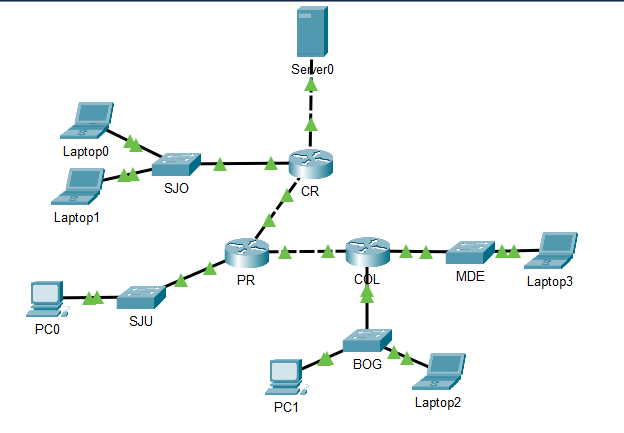 Server0
Laptop0
SJO
CR
Laptop1
PR
COL
MDE
Laptop3
PC0
SJU
BOG
PC1
Laptop2